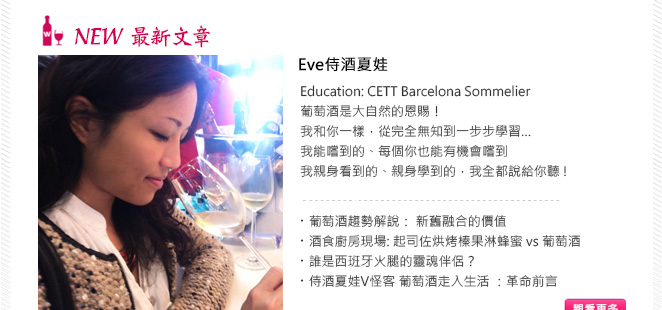 W
NEW 最新文章
Eve侍酒夏娃
Education: CETT Barcelona Sommelier
葡萄酒是大自然的恩賜！
我和你一樣，從完全無知到一步步學習...
我能嚐到的、每個你也能有機會嚐到
我親身看到的、親身學到的，我全都說給你聽！
· 葡萄酒趨勢解說： 新舊融合的價值
· 酒食廚房現場: 起司佐烘烤榛果淋蜂蜜 vs 葡萄酒
· 誰是西班牙火腿的靈魂伴侶？
· 侍酒夏娃V怪客 葡萄酒走入生活 ：革命前言
觀看更多